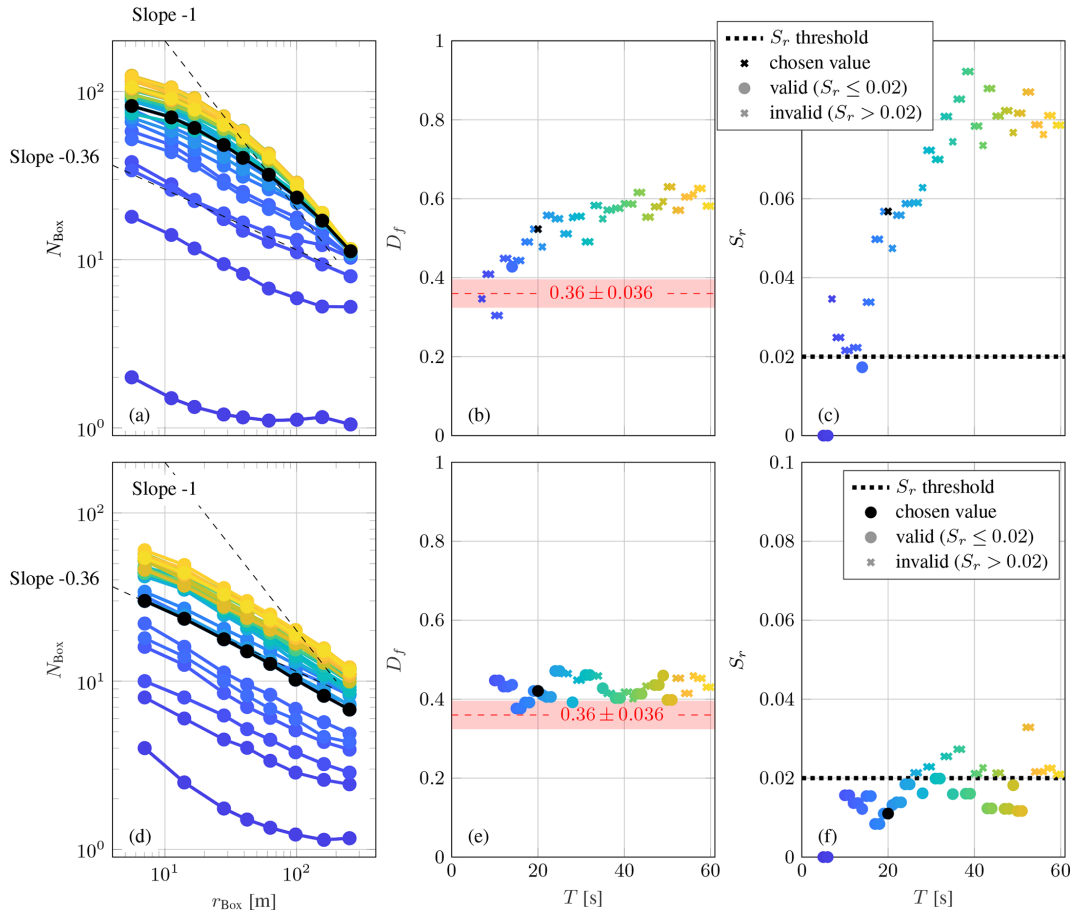 Slope -1
10²
Slope -0.36
10¹
10⁰
N_Box
(a)
1
0.8
0.6
0.4
0.2
0
D_f
0.36 ± 0.036
(b)
S_r threshold
chosen value
valid (S_r ≤ 0.02)
invalid (S_r > 0.02)
0.08
0.06
0.04
0.02
0
S_r
(c)
Slope -1
10²
Slope -0.36
10¹
10⁰
N_Box
(d)
10¹
10²
r_Box [m]
1
0.8
0.6
0.4
0.2
0
D_f
0.36 ± 0.036
(e)
0
20
40
60
T [s]
S_r threshold
chosen value
valid (S_r ≤ 0.02)
invalid (S_r > 0.02)
0.1
0.08
0.06
0.04
0.02
0
S_r
(f)
0
20
40
60
T [s]